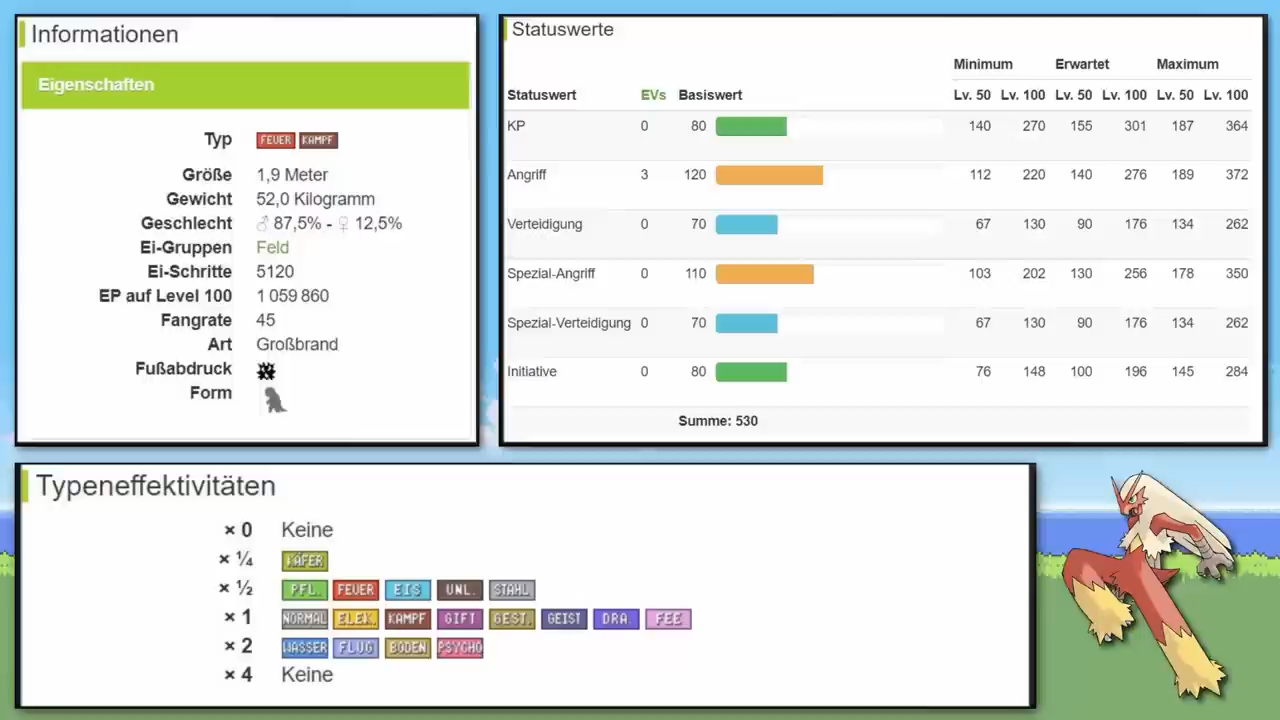 Informationen
Eigenschaften
Typ FEUER KAMPF
Größe 1,9 Meter
Gewicht 52,0 Kilogramm
Geschlecht ♂ 87,5% - ♀ 12,5%
Ei-Gruppen Feld
Ei-Schritte 5120
EP auf Level 100 1 059 860
Fangrate 45
Art Großbrand
Fußabdruck
Form
Statuswerte
Minimum Erwartet Maximum
Statuswert EVs Basiswert Lv. 50 Lv. 100 Lv. 50 Lv. 100 Lv. 50 Lv. 100
KP 0 80 140 270 155 301 187 364
Angriff 3 120 112 220 140 276 189 372
Verteidigung 0 70 67 130 90 176 134 262
Spezial-Angriff 0 110 103 202 130 256 178 350
Spezial-Verteidigung 0 70 67 130 90 176 134 262
Initiative 0 80 76 148 100 196 145 284
Summe: 530
Typeneffektivitäten
× 0 Keine
× ¼ KÄFER
× ½ PFL. FEUER EIS UNL. STAHL
× 1 NORMAL ELEK. KAMPF GIFT GEST. GEIST DRA. FEE
× 2 WASSER FLUG BODEN PSYCHO
× 4 Keine